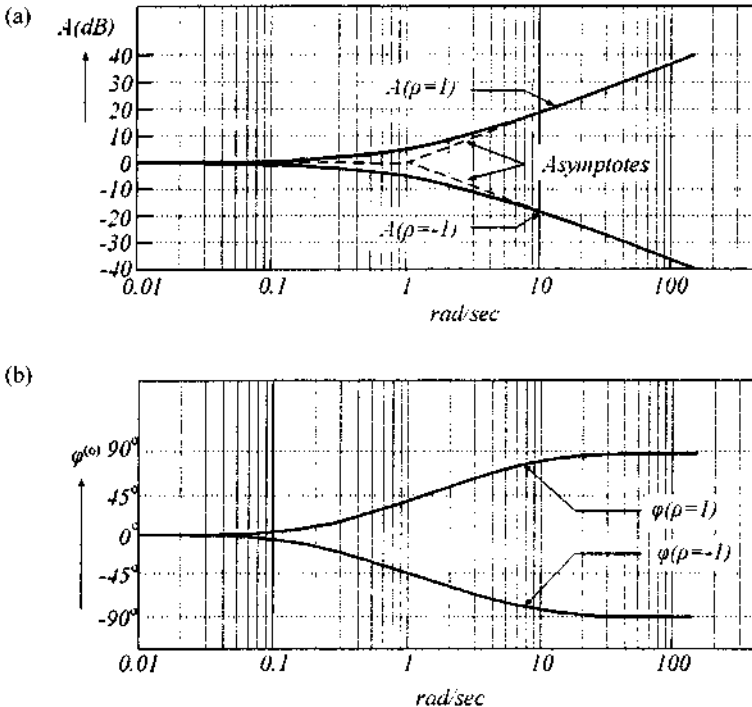 (a)
A(dB)
40
30
20
10
0
-10
-20
-30
-40
A(ρ=1)
Asymptotes
A(ρ=-1)
0.01 0.1 1 10 100
rad/sec
(b)
φ(o)
90°
45°
0°
-45°
-90°
φ(ρ=1)
φ(ρ=-1)
0.01 0.1 1 10 100
rad/sec